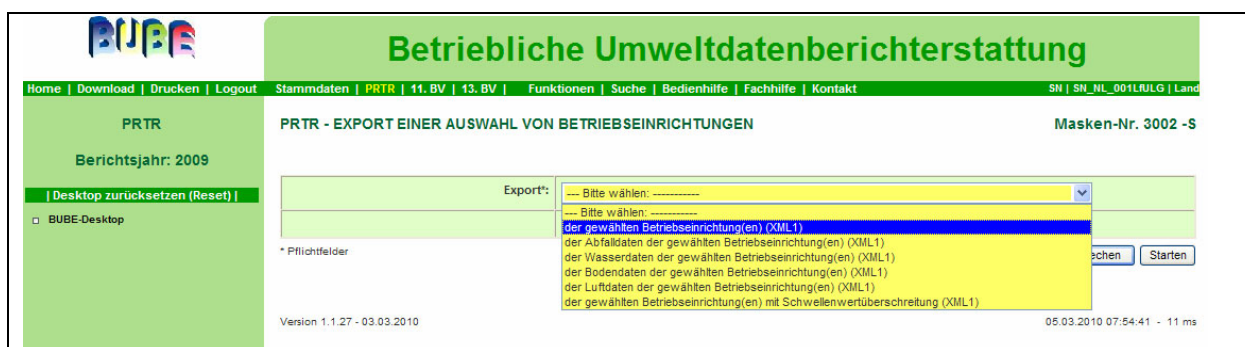 BUBE
Betriebliche Umweltdatenberichterstattung
Home | Download | Drucken | Logout
Stammdaten | PRTR | 11. BV | 13. BV | Funktionen | Suche | Bedienhilfe | Fachhilfe | Kontakt
SN | SN_NL_001LfULG | Land
PRTR
Berichtsjahr: 2009
| Desktop zurücksetzen (Reset) |
BUBE-Desktop
PRTR - EXPORT EINER AUSWAHL VON BETRIEBSEINRICHTUNGEN
Masken-Nr. 3002 -S
Export*:
--- Bitte wählen: -----------
--- Bitte wählen: -----------
der gewählten Betriebseinrichtung(en) (XML1)
der Abfalldaten der gewählten Betriebseinrichtung(en) (XML1)
der Wasserdaten der gewählten Betriebseinrichtung(en) (XML1)
der Bodendaten der gewählten Betriebseinrichtung(en) (XML1)
der Luftdaten der gewählten Betriebseinrichtung(en) (XML1)
der gewählten Betriebseinrichtung(en) mit Schwellenwertüberschreitung (XML1)
* Pflichtfelder
echen
Starten
Version 1.1.27 - 03.03.2010
05.03.2010 07:54:41 - 11 ms